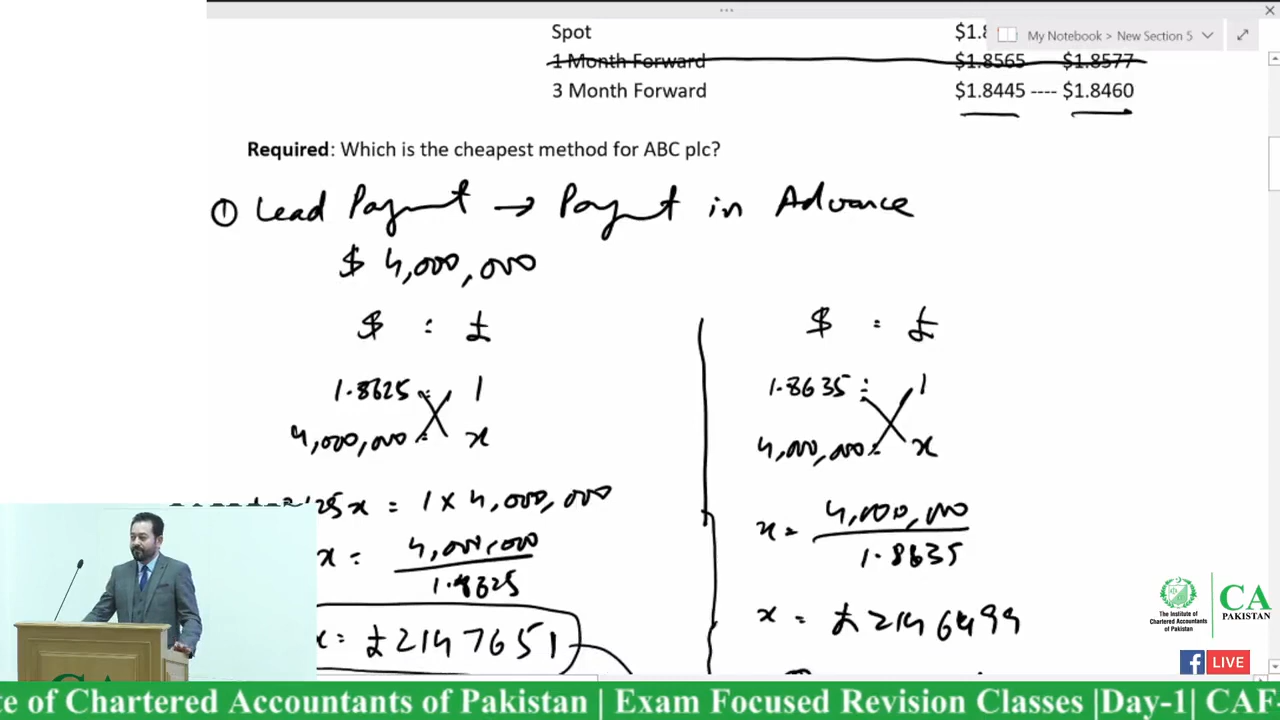 My Notebook > New Section 5
Spot $1.8
1 Month Forward $1.8565 $1.8577
3 Month Forward $1.8445 ---- $1.8460
Required: Which is the cheapest method for ABC plc?
① Lead Paymt → Paymt in Advance
$ 4,000,000
$ : £
1.8625 : 1
4,000,000 : x
25x = 1 x 4,000,000
x = 4,000,000
1.8625
x = £2147651
$ : £
1.8635 : 1
4,000,000 : x
x = 4,000,000
1.8635
x = £2146499
The Institute of Chartered Accountants of Pakistan
CA PAKISTAN
f LIVE
CA
te of Chartered Accountants of Pakistan | Exam Focused Revision Classes |Day-1| CAF-